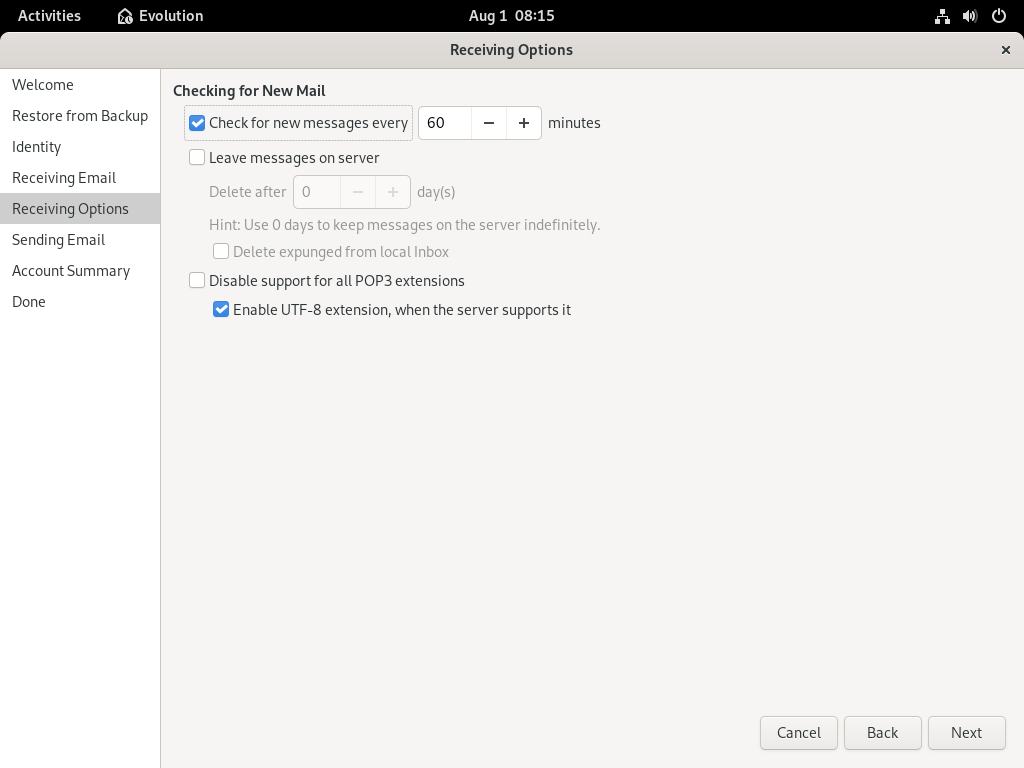 Activities Evolution Aug 1 08:15
Receiving Options
Welcome
Restore from Backup
Identity
Receiving Email
Receiving Options
Sending Email
Account Summary
Done
Checking for New Mail
Check for new messages every 60 minutes
Leave messages on server
Delete after 0 day(s)
Hint: Use 0 days to keep messages on the server indefinitely.
Delete expunged from local Inbox
Disable support for all POP3 extensions
Enable UTF-8 extension, when the server supports it
Cancel Back Next